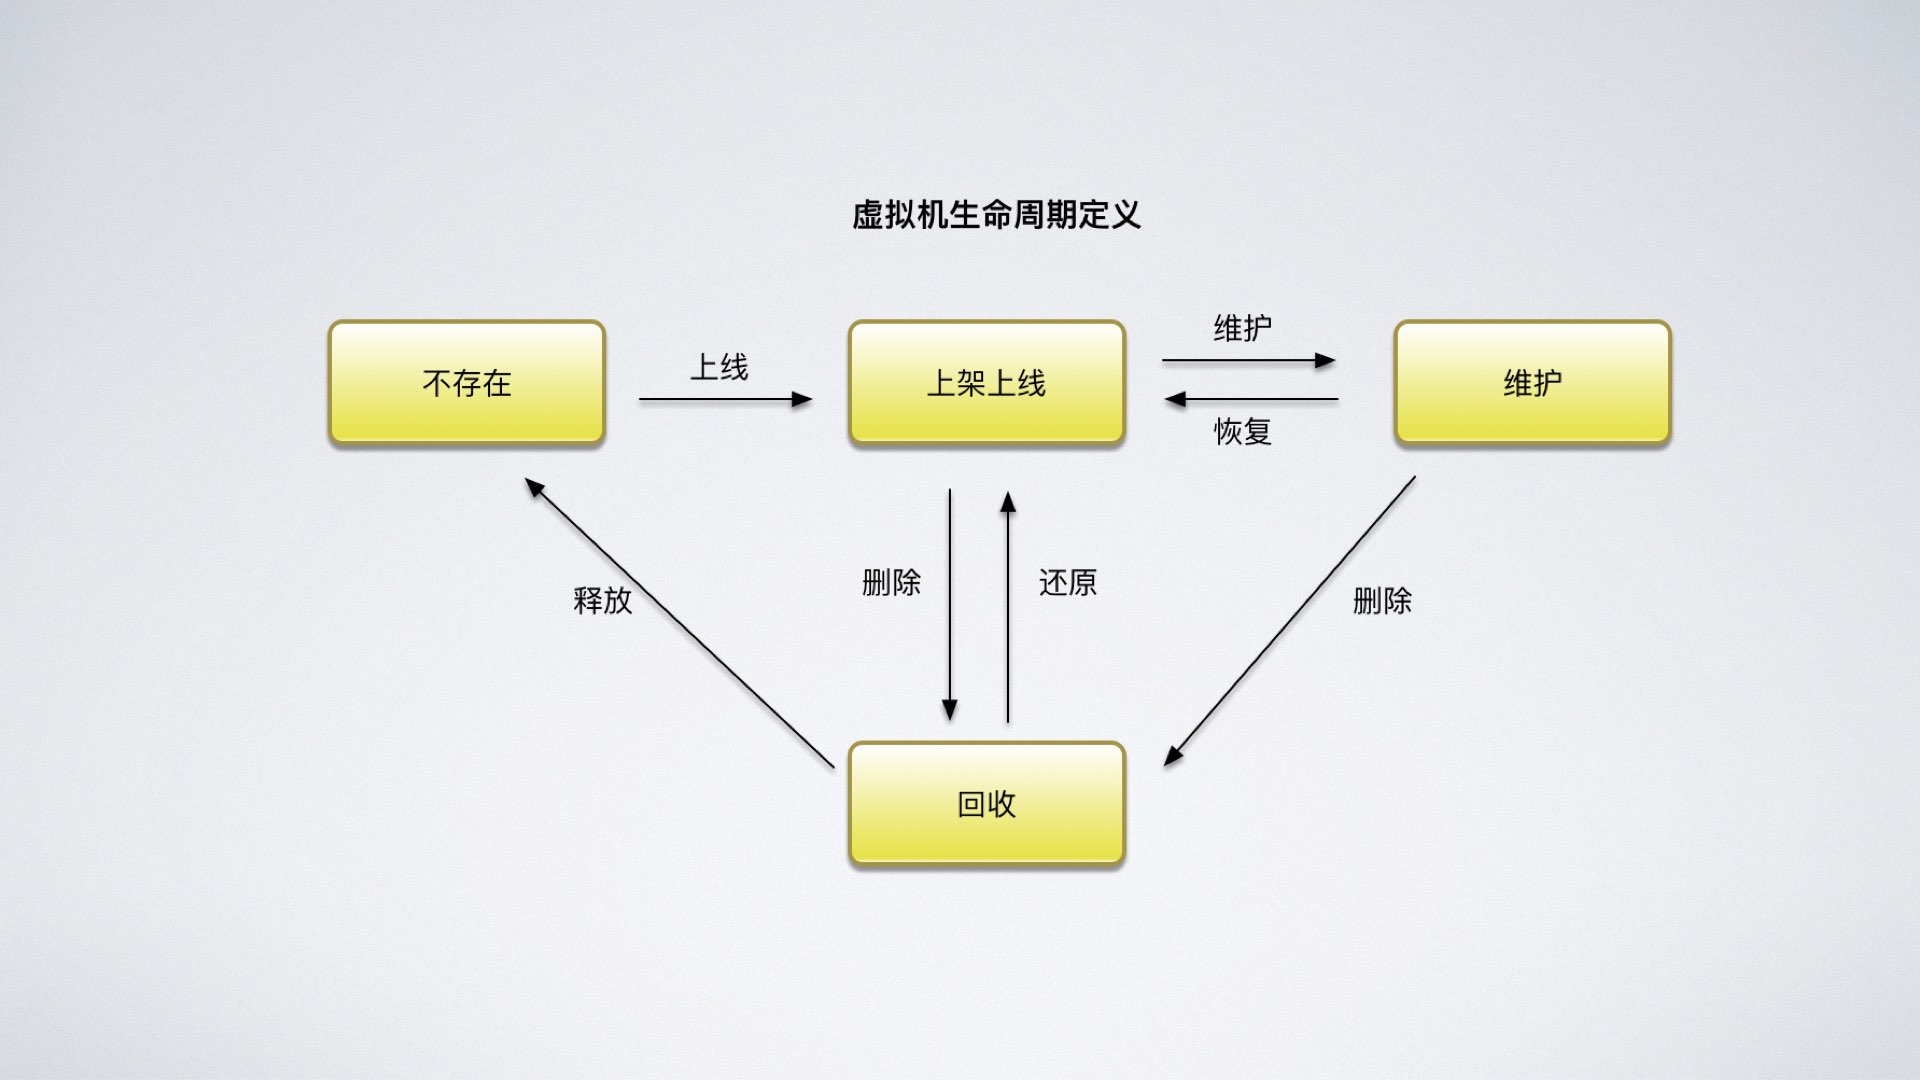 虚拟机生命周期定义
不存在
上线
上架上线
维护
恢复
维护
释放
删除
还原
删除
回收